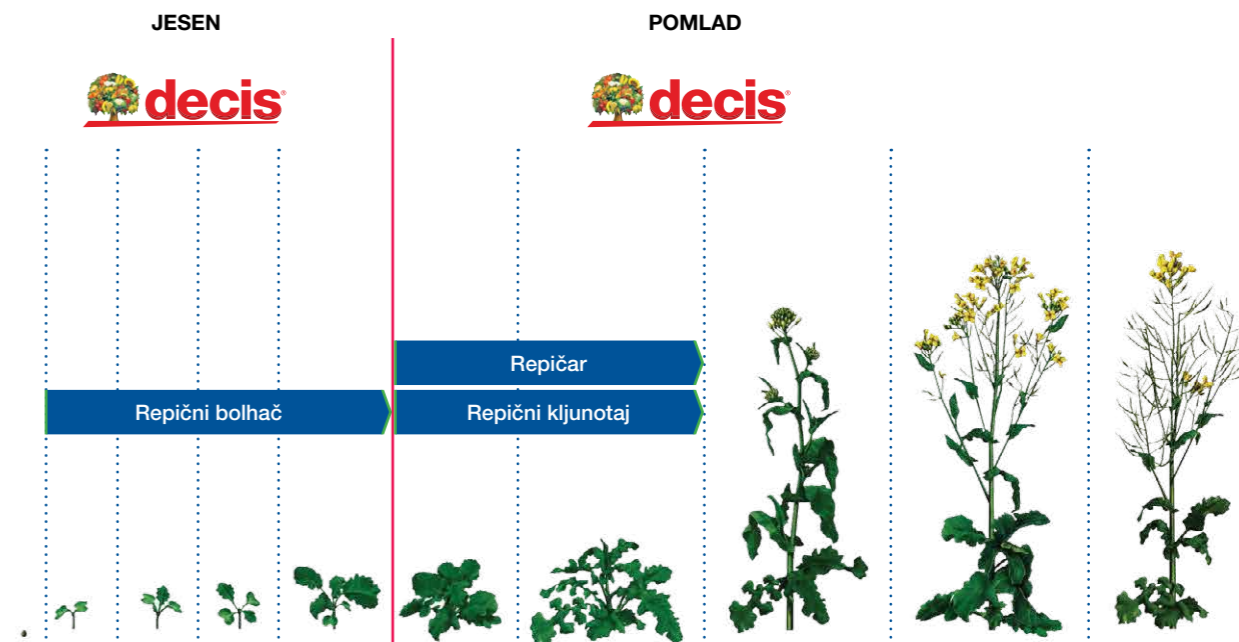 JESEN
POMLAD
decis®
decis®
Repičar
Repični bolhač
Repični kljunotaj